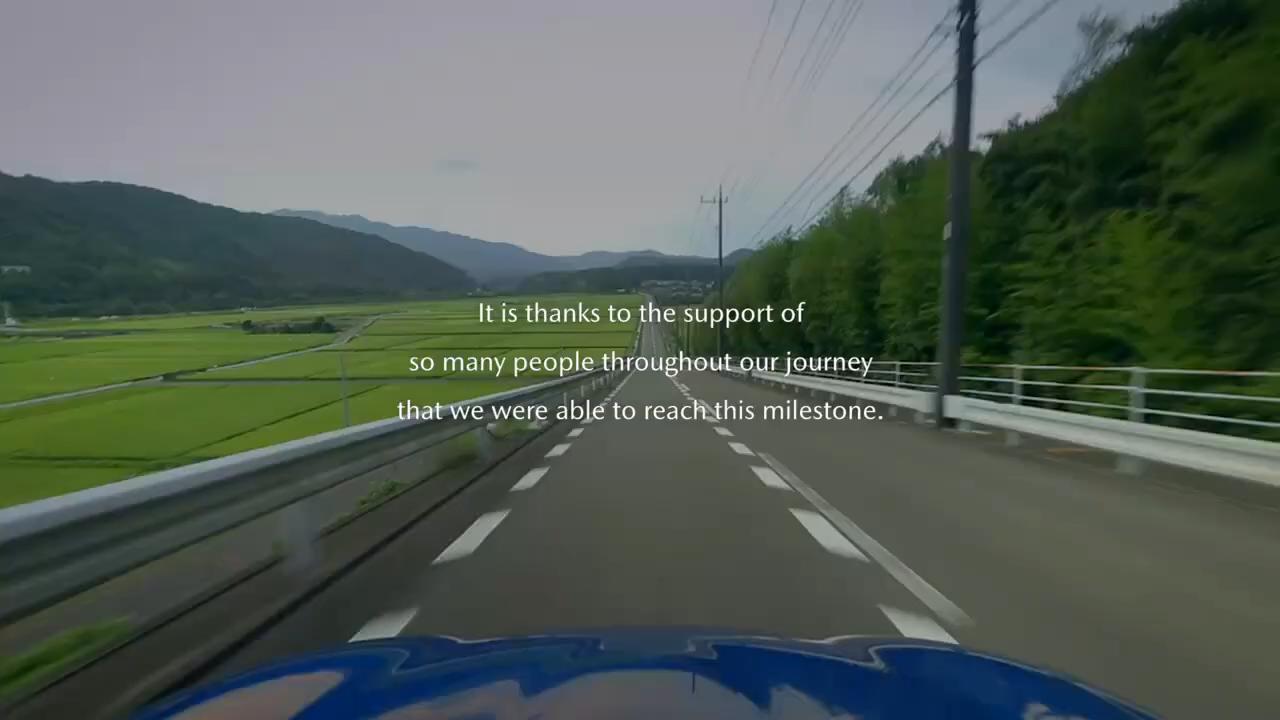 It is thanks to the support of
so many people throughout our journey
that we were able to reach this milestone.